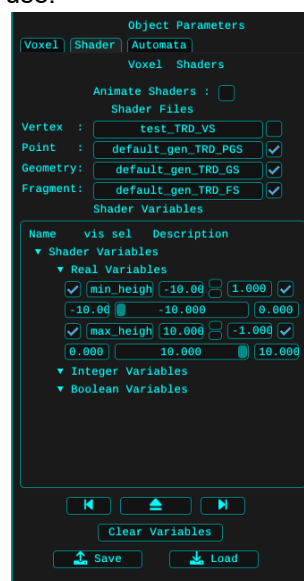 use.
Object Parameters
Voxel Shader Automata
Voxel Shaders
Animate Shaders :
Shader Files
Vertex : test_TRD_VS
Point : default_gen_TRD_PGS
Geometry: default_gen_TRD_GS
Fragment: default_gen_TRD_FS
Shader Variables
Name vis sel Description
▼ Shader Variables
▼ Real Variables
min_heigh -10.00 1.000
-10.00 -10.000 0.000
max_heigh 10.000 -1.000
0.000 10.000 10.000
▼ Integer Variables
▼ Boolean Variables
Clear Variables
Save Load